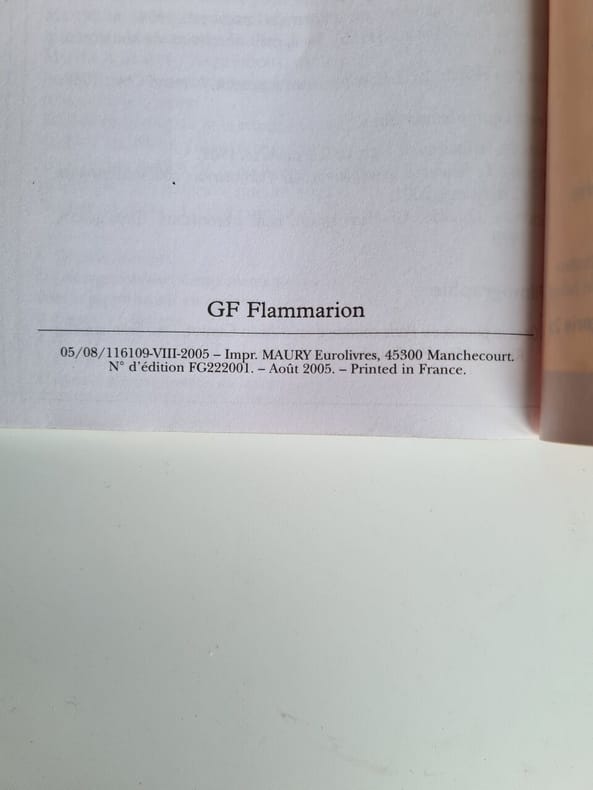 GF Flammarion
05/08/116109-VIII-2005 – Impr. MAURY Eurolivres, 45300 Manchecourt.
N° d'édition FG222001. – Août 2005. – Printed in France.